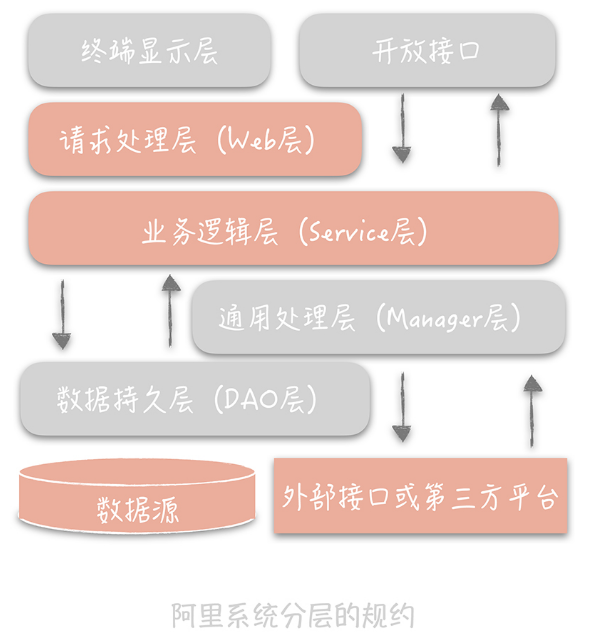 终端显示层
开放接口
请求处理层（Web层）
业务逻辑层（Service层）
通用处理层（Manager层）
数据持久层（DAO层）
数据源
外部接口或第三方平台
阿里系统分层的规约